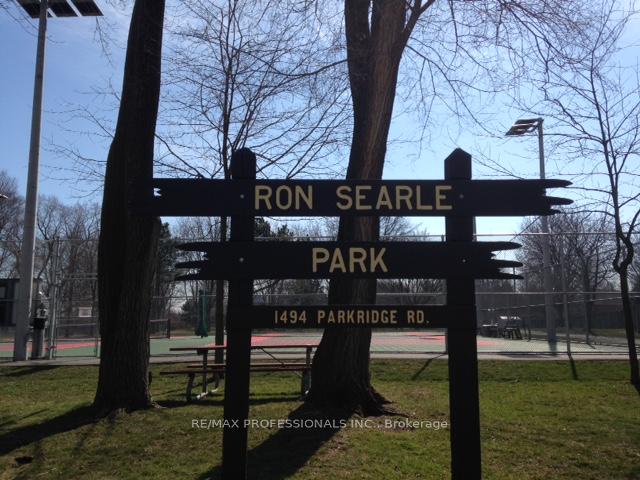 RON SEARLE
PARK
1494 PARKRIDGE RD.
RE/MAX PROFESSIONALS INC., Brokerage